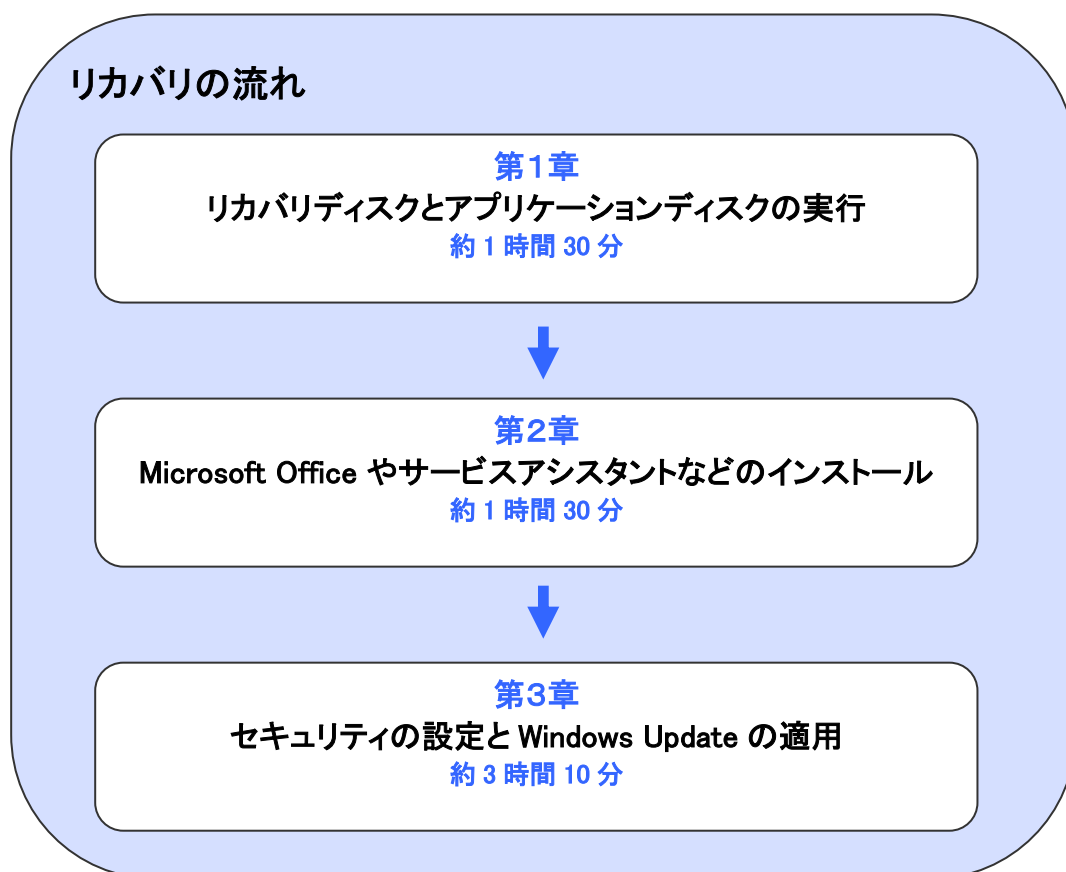 リカバリの流れ
第1章
リカバリディスクとアプリケーションディスクの実行
約 1 時間 30 分
第2章
Microsoft Office やサービスアシスタントなどのインストール
約 1 時間 30 分
第3章
セキュリティの設定と Windows Update の適用
約 3 時間 10 分